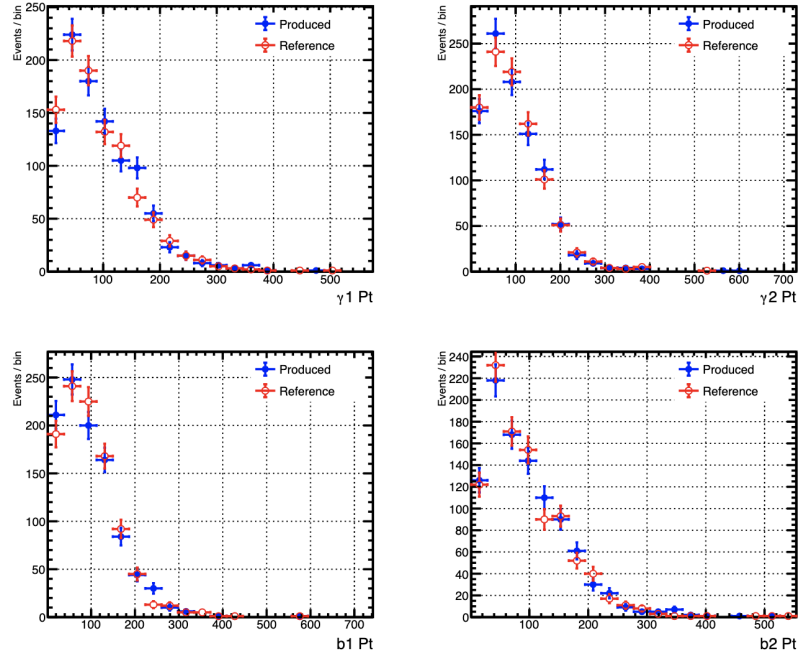 Events / bin
250
200
150
100
50
0
Produced
Reference
100 200 300 400 500
γ1 Pt
Events / bin
250
200
150
100
50
0
Produced
Reference
100 200 300 400 500 600 700
γ2 Pt
Events / bin
250
200
150
100
50
0
Produced
Reference
100 200 300 400 500 600 700
b1 Pt
Events / bin
240
220
200
180
160
140
120
100
80
60
40
20
0
Produced
Reference
100 200 300 400 500
b2 Pt